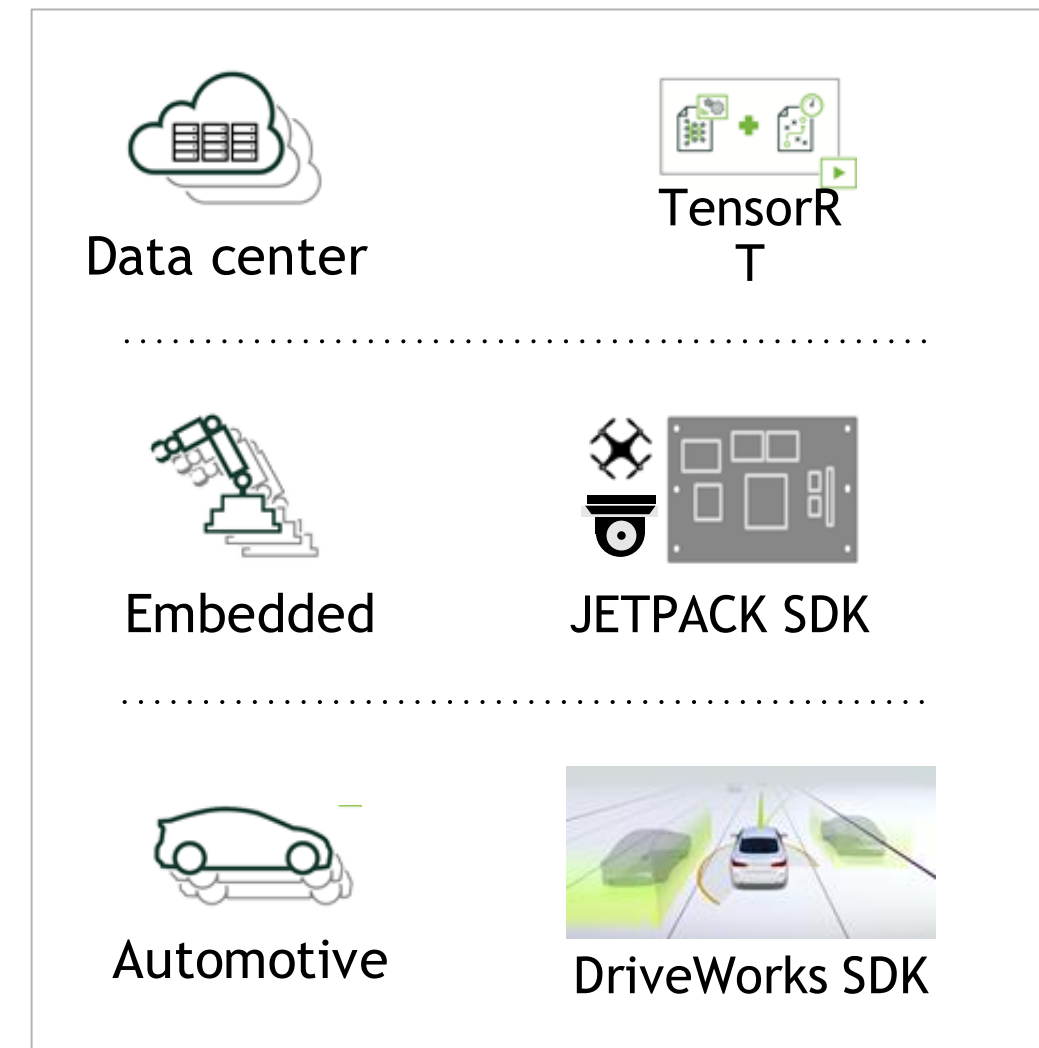 Data center
TensorR
T
Embedded
JETPACK SDK
Automotive
DriveWorks SDK